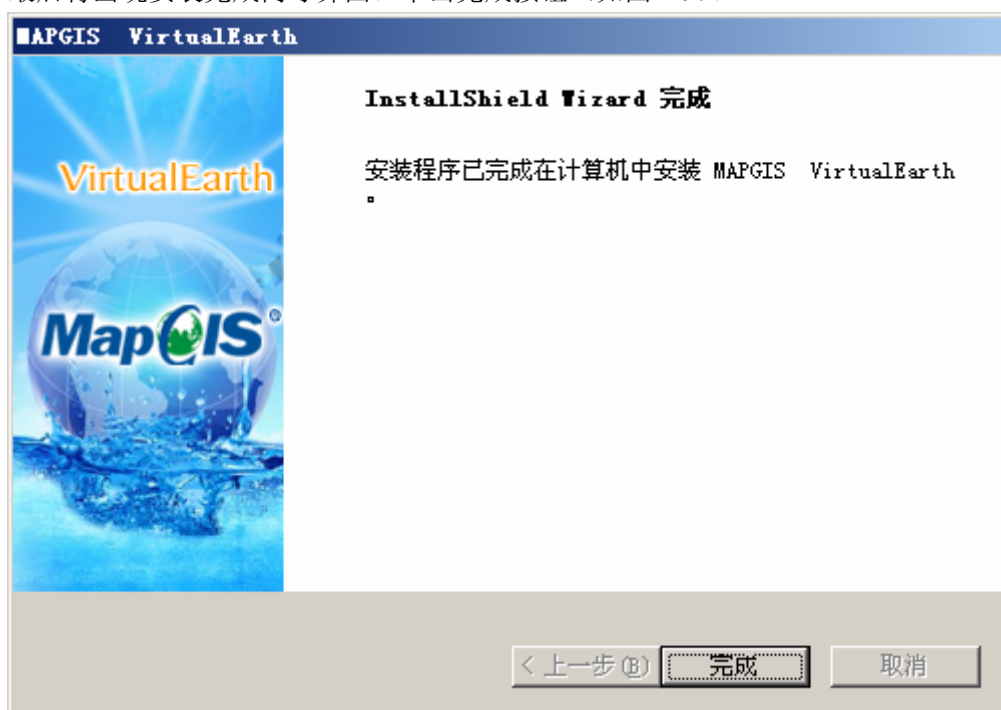 MAPGIS VirtualEarth
InstallShield Wizard 完成
安装程序已完成在计算机中安装 MAPGIS VirtualEarth
。
VirtualEarth
MapGIS®
< 上一步(B)
完成
取消